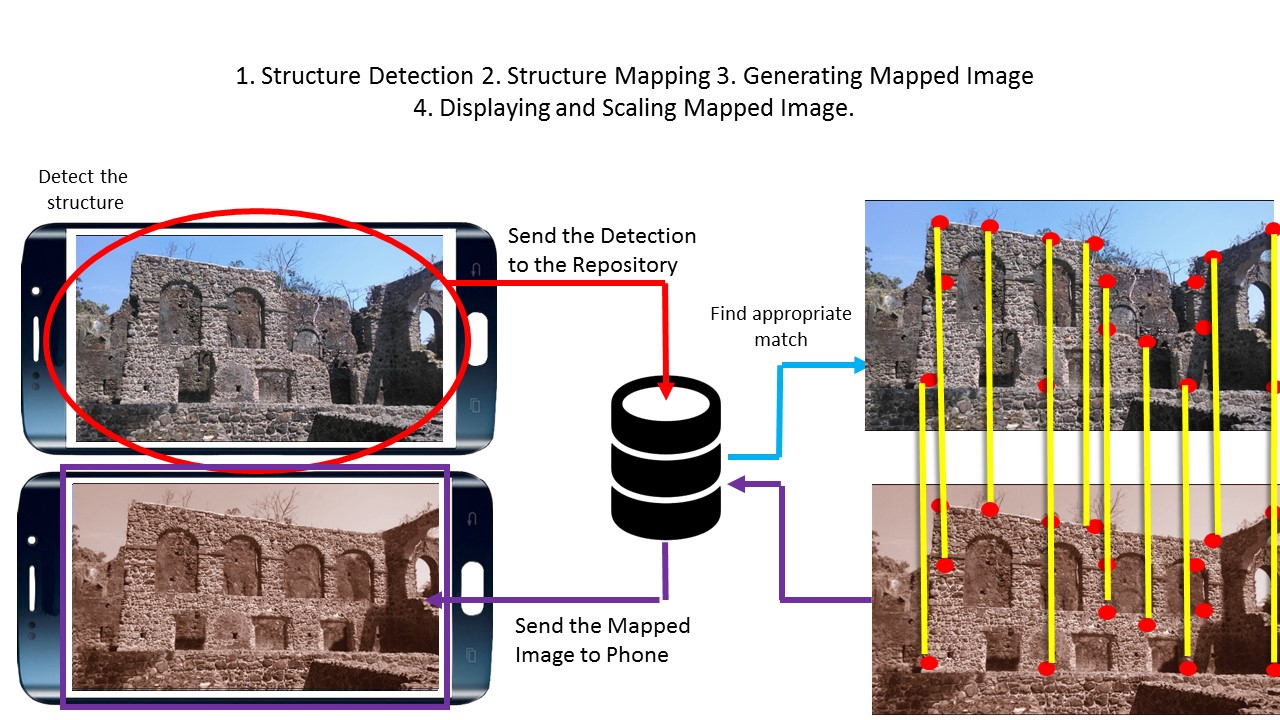 1. Structure Detection 2. Structure Mapping 3. Generating Mapped Image
4. Displaying and Scaling Mapped Image.
Detect the
structure
Send the Detection
to the Repository
Find appropriate
match
Send the Mapped
Image to Phone